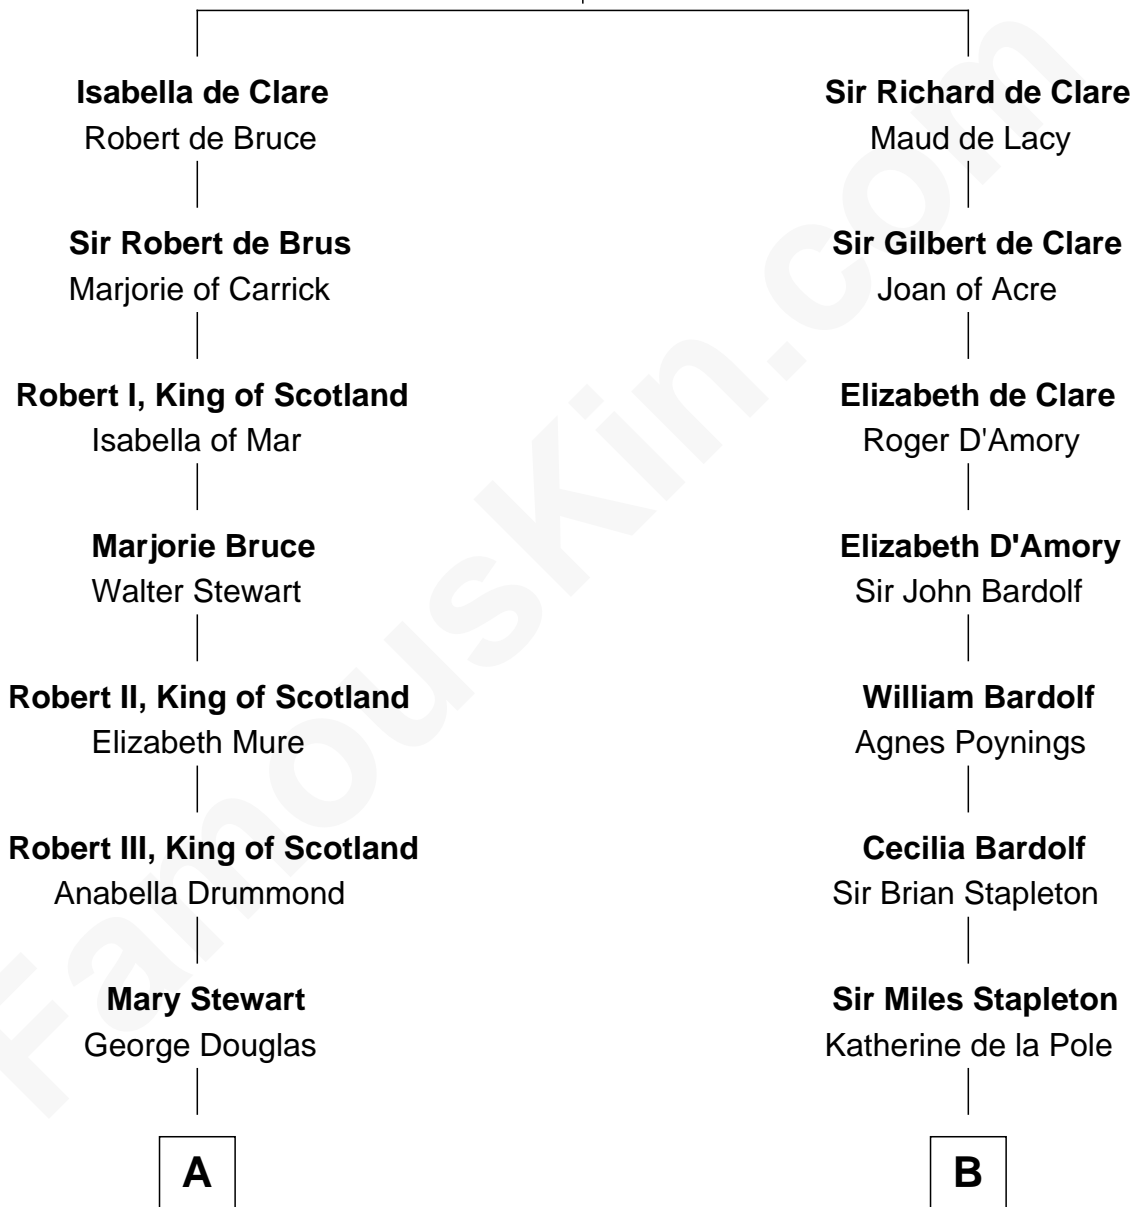 Isabella de Clare
Robert de Bruce
Sir Robert de Brus
Marjorie of Carrick
Robert I, King of Scotland
Isabella of Mar
Marjorie Bruce
Walter Stewart
Robert II, King of Scotland
Elizabeth Mure
Robert III, King of Scotland
Anabella Drummond
Mary Stewart
George Douglas
A
Sir Richard de Clare
Maud de Lacy
Sir Gilbert de Clare
Joan of Acre
Elizabeth de Clare
Roger D'Amory
Elizabeth D'Amory
Sir John Bardolf
William Bardolf
Agnes Poynings
Cecilia Bardolf
Sir Brian Stapleton
Sir Miles Stapleton
Katherine de la Pole
B
FamousKin.com